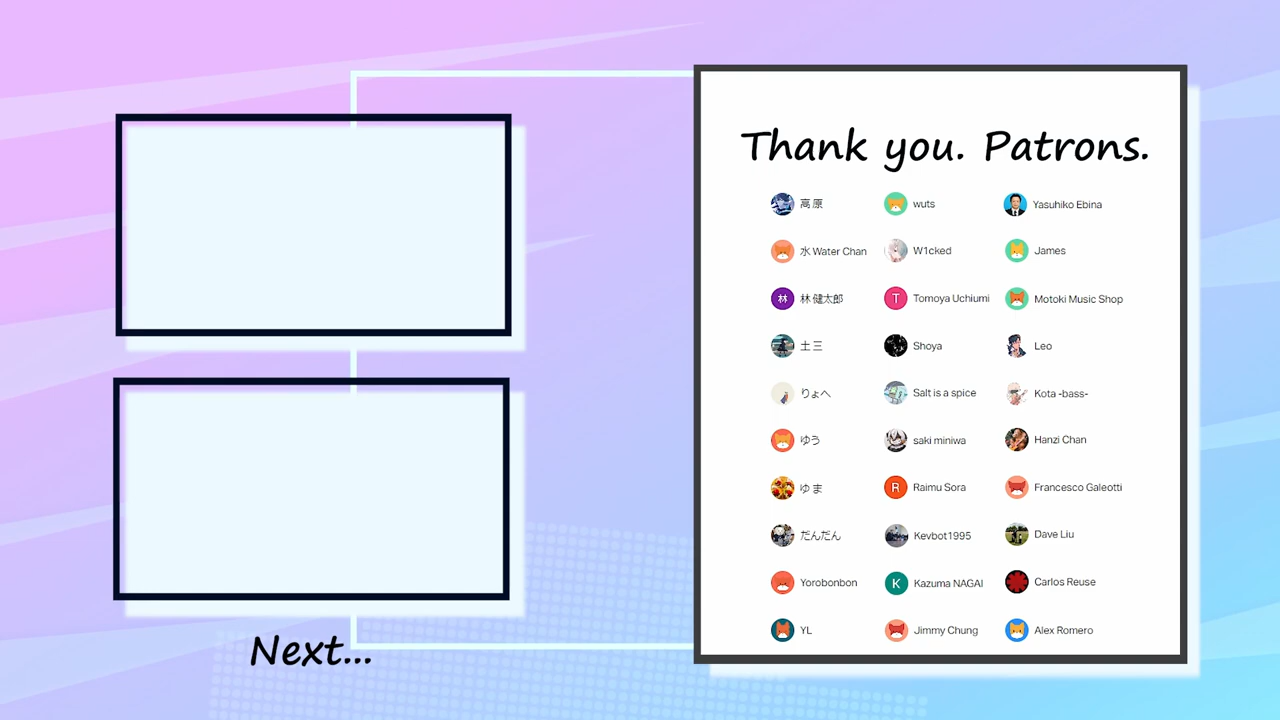 Thank you. Patrons.
高原 wuts Yasuhiko Ebina
水 Water Chan W1cked James
林 林 健太郎 T Tomoya Uchiumi Motoki Music Shop
土三 Shoya Leo
りょへ Salt is a spice Kota -bass-
ゆう saki miniwa Hanzi Chan
ゆま R Raimu Sora Francesco Galeotti
だんだん Kevbot1995 Dave Liu
Yorobonbon K Kazuma NAGAI Carlos Reuse
YL Jimmy Chung Alex Romero
Next...